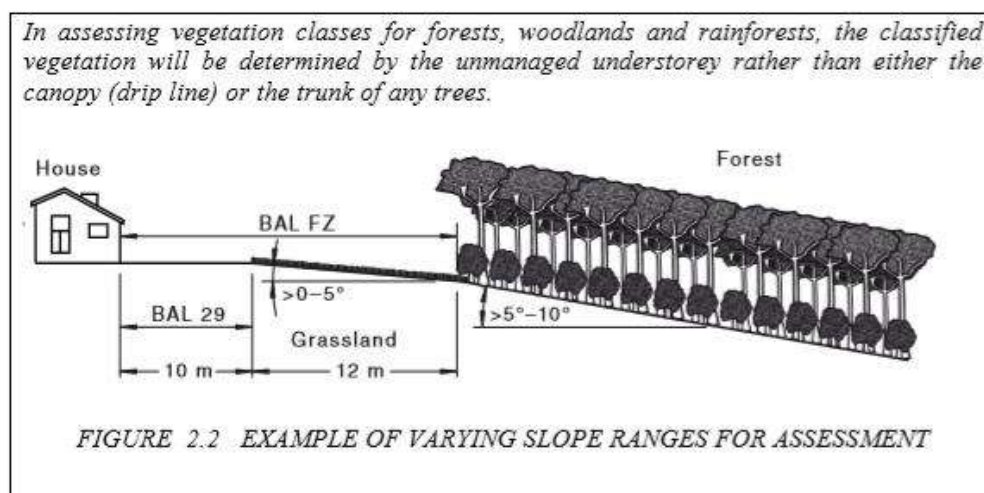 In assessing vegetation classes for forests, woodlands and rainforests, the classified
vegetation will be determined by the unmanaged understorey rather than either the
canopy (drip line) or the trunk of any trees.
House
Forest
BAL FZ
>0–5°
>5°–10°
BAL 29
Grassland
10 m
12 m
FIGURE 2.2 EXAMPLE OF VARYING SLOPE RANGES FOR ASSESSMENT